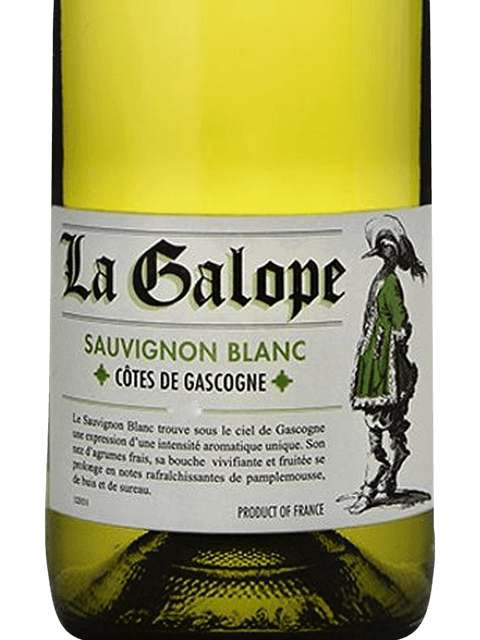 La Galope
SAUVIGNON BLANC
CÔTES DE GASCOGNE
Le Sauvignon Blanc trouve sous le ciel de Gascogne
une expression d'une intensité aromatique unique. Son
nez d'agrumes frais, sa bouche vivifiante et fruitée se
prolonge en notes rafraîchissantes de pamplemousse,
de buis et de sureau.
PRODUCT OF FRANCE